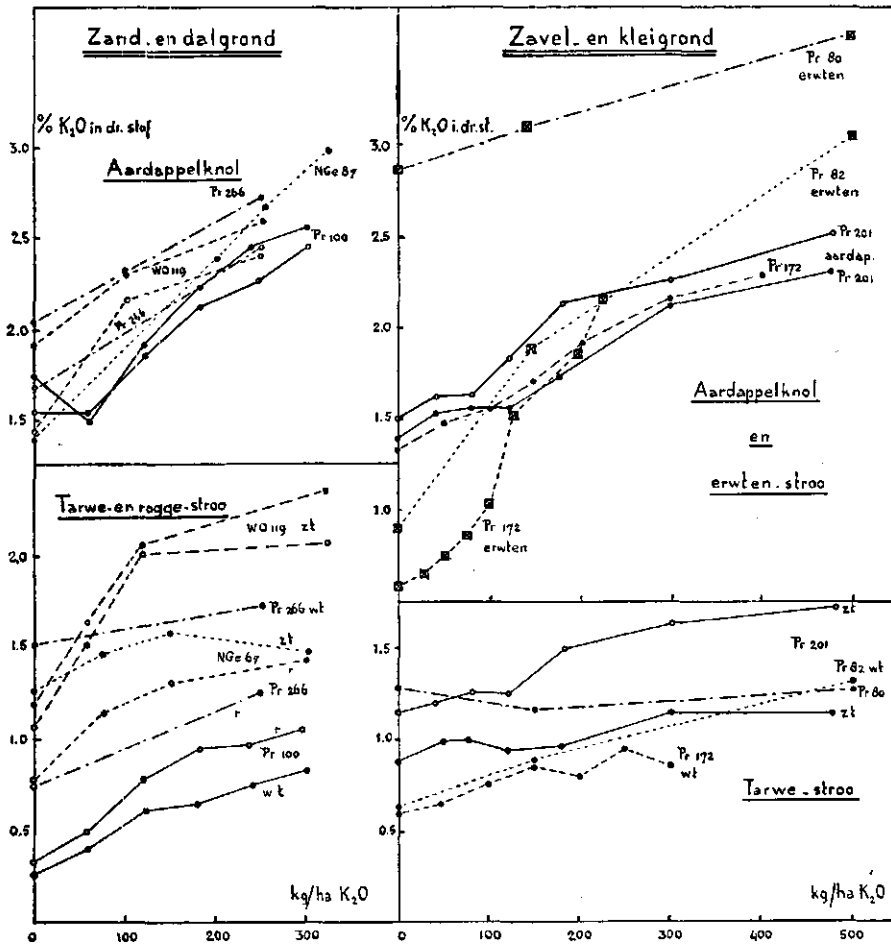 Zand. en dalgrond
% K₂O in dr. stof
Aardappelknol
3.0
2.5
2.0
1.5
Pr 266
NGe 87
Pr 100
WO 119
Pr 266
Tarwe- en rogge-stroo
2.0
1.5
1.0
0.5
0
WO 119 zt
Pr 266 wt
zt
NGe 67
r
Pr 266
r
r
Pr 100
wt
kg/ha K₂O
0
100
200
300
Zavel- en kleigrond
% K₂O i. dr. st.
3.0
2.5
2.0
1.5
1.0
Pr 80
erwten
Pr 82
erwten
Pr 201
aardap.
Pr 172
Pr 201
Pr 172
erwten
Aardappelknol
en
erwten-stroo
1.5
1.0
0.5
zt
Pr 201
Pr 82 wt
Pr 80
zt
Pr 172
wt
Tarwe-stroo
kg/ha K₂O
0
100
200
300
400
500